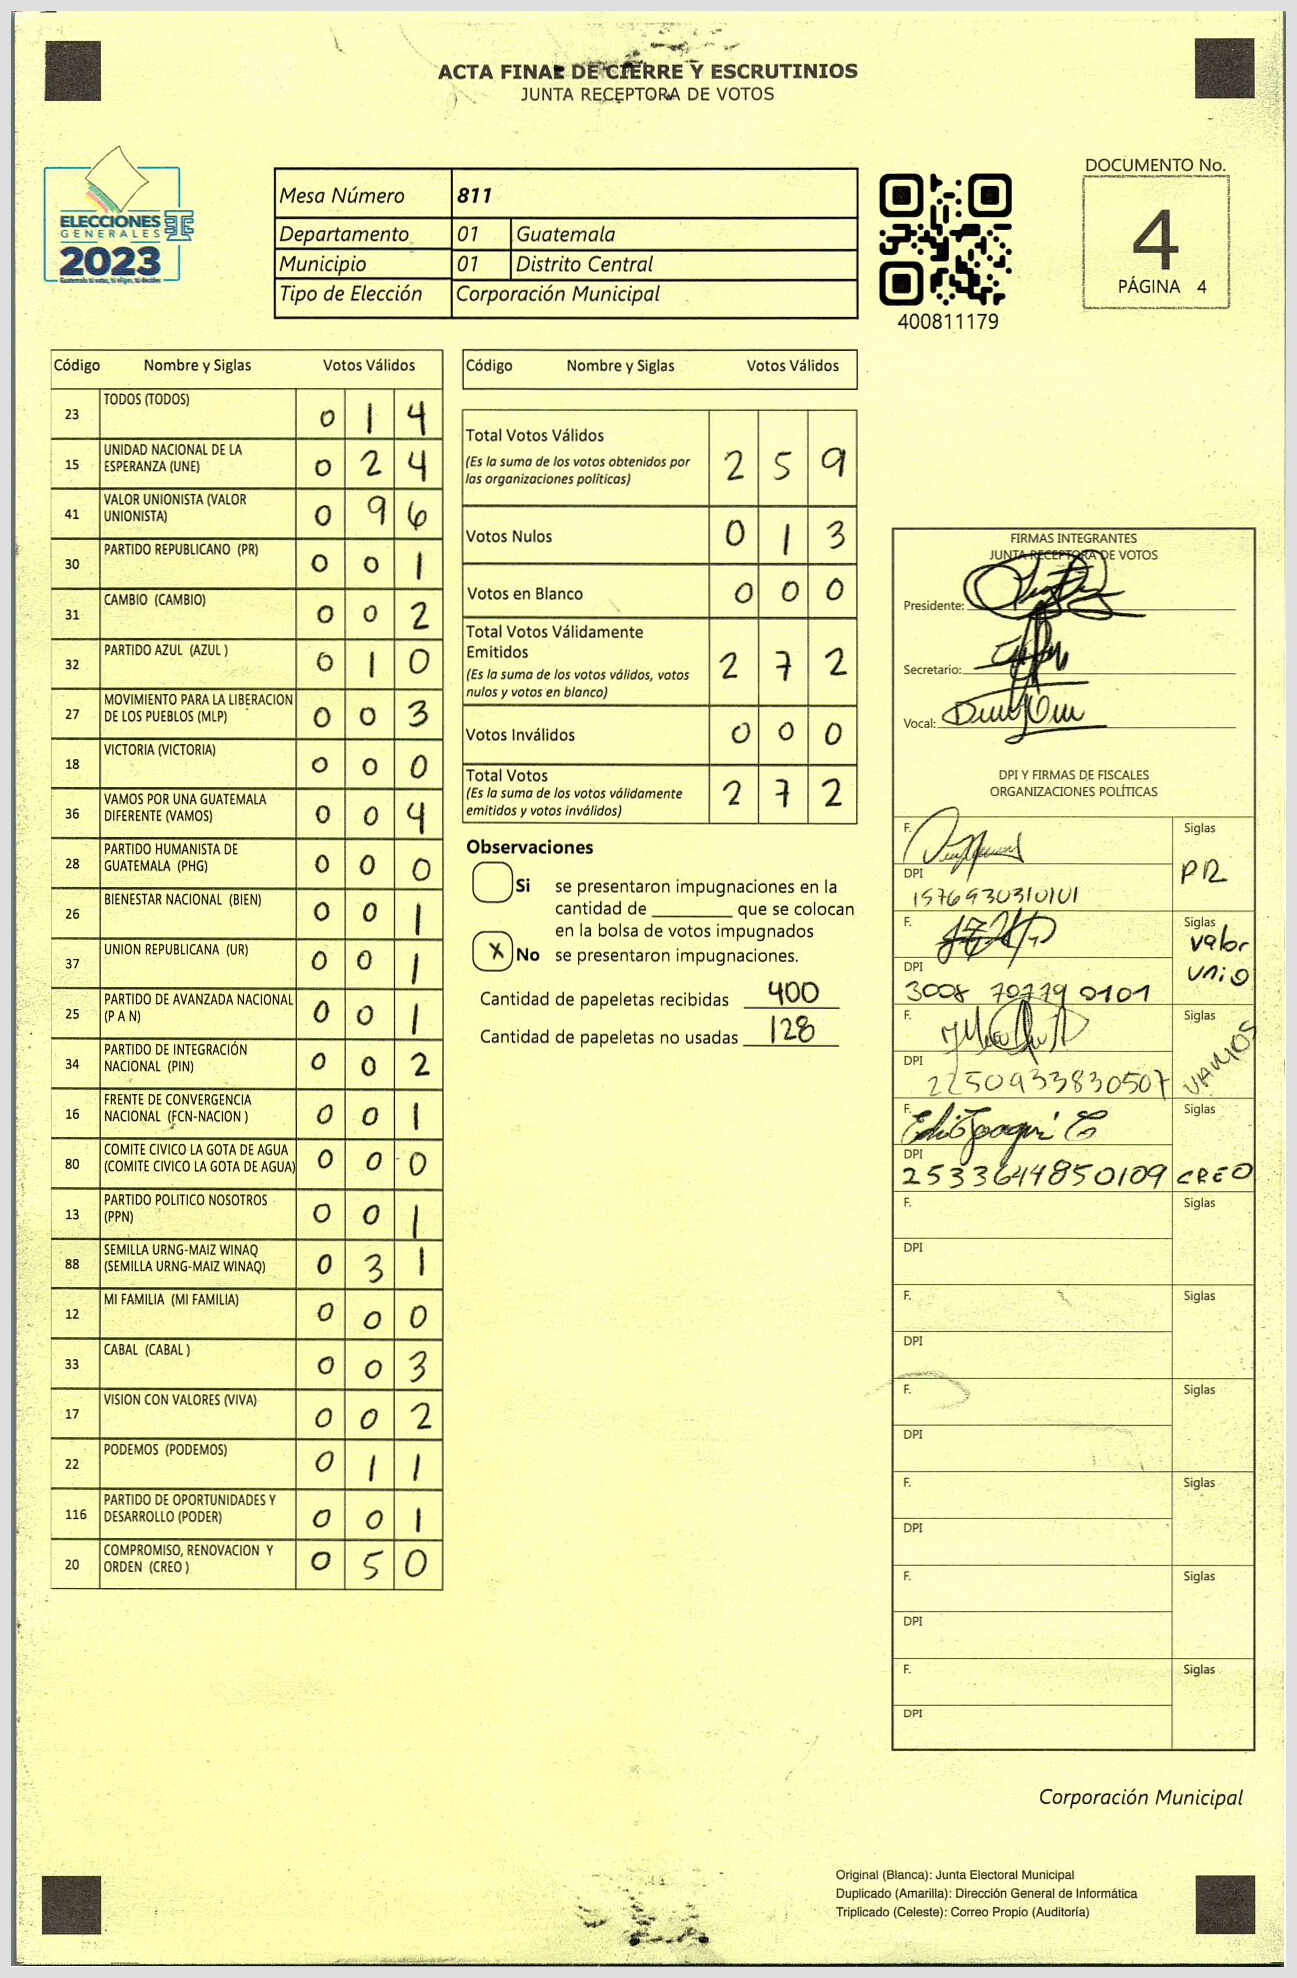 ACTA FINAL DE CIERRE Y ESCRUTINIOS
JUNTA RECEPTORA DE VOTOS
ELECCIONES
GENERALES
2023
Mesa Número 811
Departamento 01 Guatemala
Municipio 01 Distrito Central
Tipo de Elección Corporación Municipal
400811179
DOCUMENTO No.
4
PÁGINA 4
Código Nombre y Siglas Votos Válidos
23 TODOS (TODOS) 0 1 4
15 UNIDAD NACIONAL DE LA ESPERANZA (UNE) 0 2 4
41 VALOR UNIONISTA (VALOR UNIONISTA) 0 9 6
30 PARTIDO REPUBLICANO (PR) 0 0 1
31 CAMBIO (CAMBIO) 0 0 2
32 PARTIDO AZUL (AZUL ) 0 1 0
27 MOVIMIENTO PARA LA LIBERACION DE LOS PUEBLOS (MLP) 0 0 3
18 VICTORIA (VICTORIA) 0 0 0
36 VAMOS POR UNA GUATEMALA DIFERENTE (VAMOS) 0 0 4
28 PARTIDO HUMANISTA DE GUATEMALA (PHG) 0 0 0
26 BIENESTAR NACIONAL (BIEN) 0 0 1
37 UNION REPUBLICANA (UR) 0 0 1
25 PARTIDO DE AVANZADA NACIONAL (P A N) 0 0 1
34 PARTIDO DE INTEGRACIÓN NACIONAL (PIN) 0 0 2
16 FRENTE DE CONVERGENCIA NACIONAL (FCN-NACION ) 0 0 1
80 COMITE CIVICO LA GOTA DE AGUA (COMITE CIVICO LA GOTA DE AGUA) 0 0 0
13 PARTIDO POLITICO NOSOTROS (PPN) 0 0 1
88 SEMILLA URNG-MAIZ WINAQ (SEMILLA URNG-MAIZ WINAQ) 0 3 1
12 MI FAMILIA (MI FAMILIA) 0 0 0
33 CABAL (CABAL ) 0 0 3
17 VISION CON VALORES (VIVA) 0 0 2
22 PODEMOS (PODEMOS) 0 1 1
116 PARTIDO DE OPORTUNIDADES Y DESARROLLO (PODER) 0 0 1
20 COMPROMISO, RENOVACION Y ORDEN (CREO ) 0 5 0
Código Nombre y Siglas Votos Válidos
Total Votos Válidos
(Es la suma de los votos obtenidos por
las organizaciones políticas) 2 5 9
Votos Nulos 0 1 3
Votos en Blanco 0 0 0
Total Votos Válidamente
Emitidos
(Es la suma de los votos válidos, votos
nulos y votos en blanco) 2 7 2
Votos Inválidos 0 0 0
Total Votos
(Es la suma de los votos válidamente
emitidos y votos inválidos) 2 7 2
Observaciones
Si se presentaron impugnaciones en la
cantidad de ________ que se colocan
en la bolsa de votos impugnados
X No se presentaron impugnaciones.
Cantidad de papeletas recibidas 400
Cantidad de papeletas no usadas 128
FIRMAS INTEGRANTES
JUNTA RECEPTORA DE VOTOS
Presidente:
Secretario:
Vocal:
DPI Y FIRMAS DE FISCALES
ORGANIZACIONES POLÍTICAS
F. Siglas
PR
DPI
1576930310101
F. Siglas
valor
unio
DPI
3008 70779 0101
F. Siglas
VAMOS
DPI
2250933830507
F. Siglas
DPI
2533644850109 CREO
F. Siglas
DPI
F. Siglas
DPI
F. Siglas
DPI
F. Siglas
DPI
F. Siglas
DPI
F. Siglas
DPI
Corporación Municipal
Original (Blanca): Junta Electoral Municipal
Duplicado (Amarilla): Dirección General de Informática
Triplicado (Celeste): Correo Propio (Auditoría)